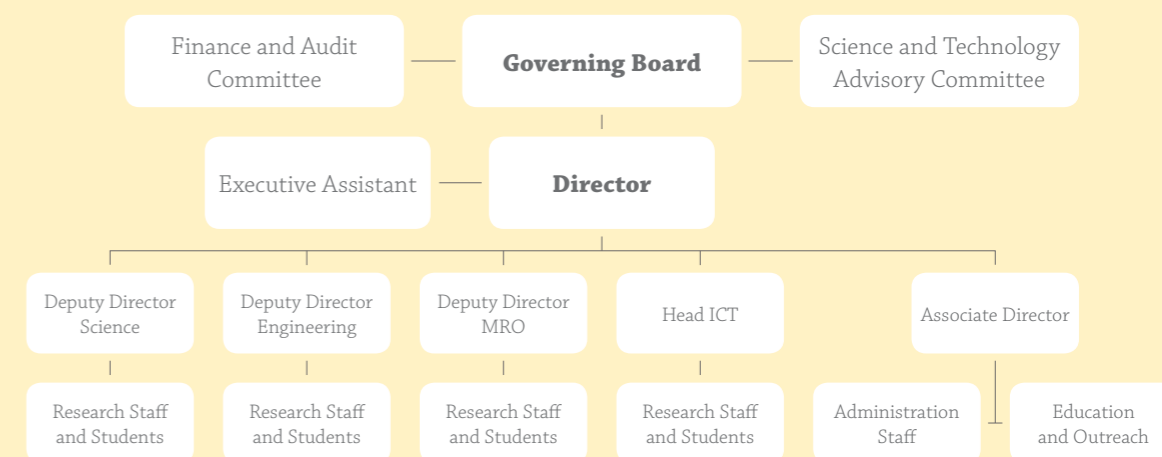 Finance and Audit
Committee
Governing Board
Science and Technology
Advisory Committee
Executive Assistant
Director
Deputy Director
Science
Deputy Director
Engineering
Deputy Director
MRO
Head ICT
Associate Director
Research Staff
and Students
Research Staff
and Students
Research Staff
and Students
Research Staff
and Students
Administration
Staff
Education
and Outreach